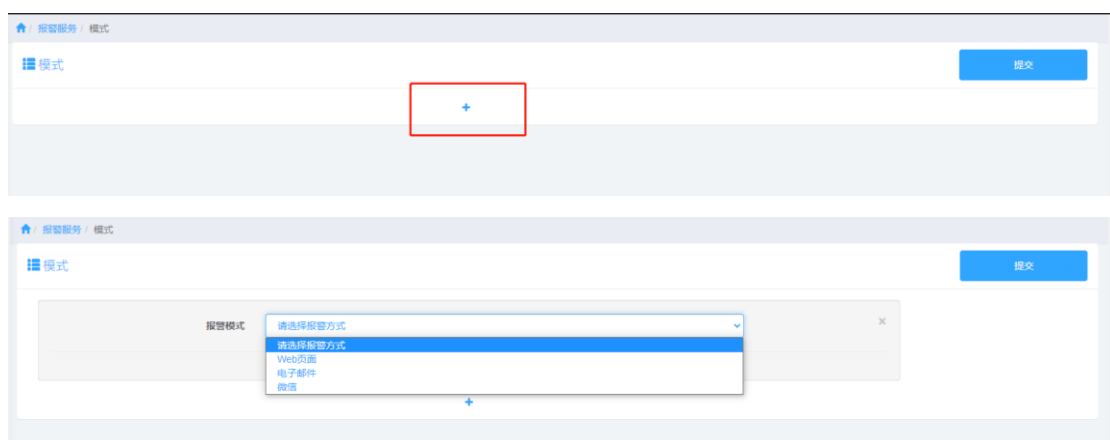 / 报警服务 / 模式
模式
提交
+
/ 报警服务 / 模式
模式
提交
报警模式
请选择报警方式
×
请选择报警方式
Web页面
电子邮件
微信
+